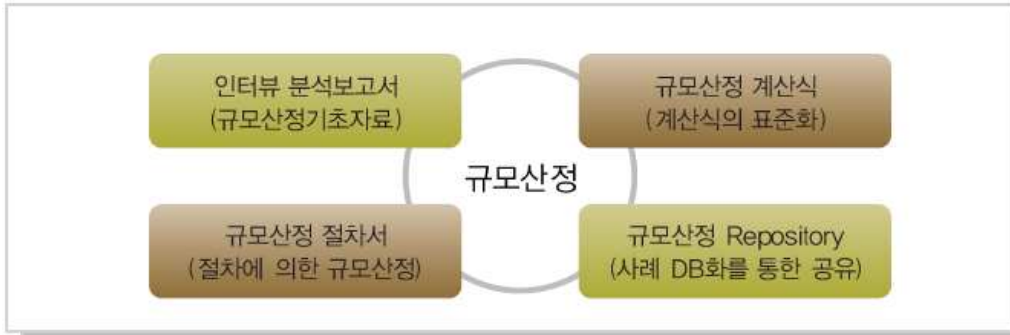 인터뷰 분석보고서
(규모산정기초자료)
규모산정 계산식
(계산식의 표준화)
규모산정
규모산정 절차서
(절차에 의한 규모산정)
규모산정 Repository
(사례 DB화를 통한 공유)